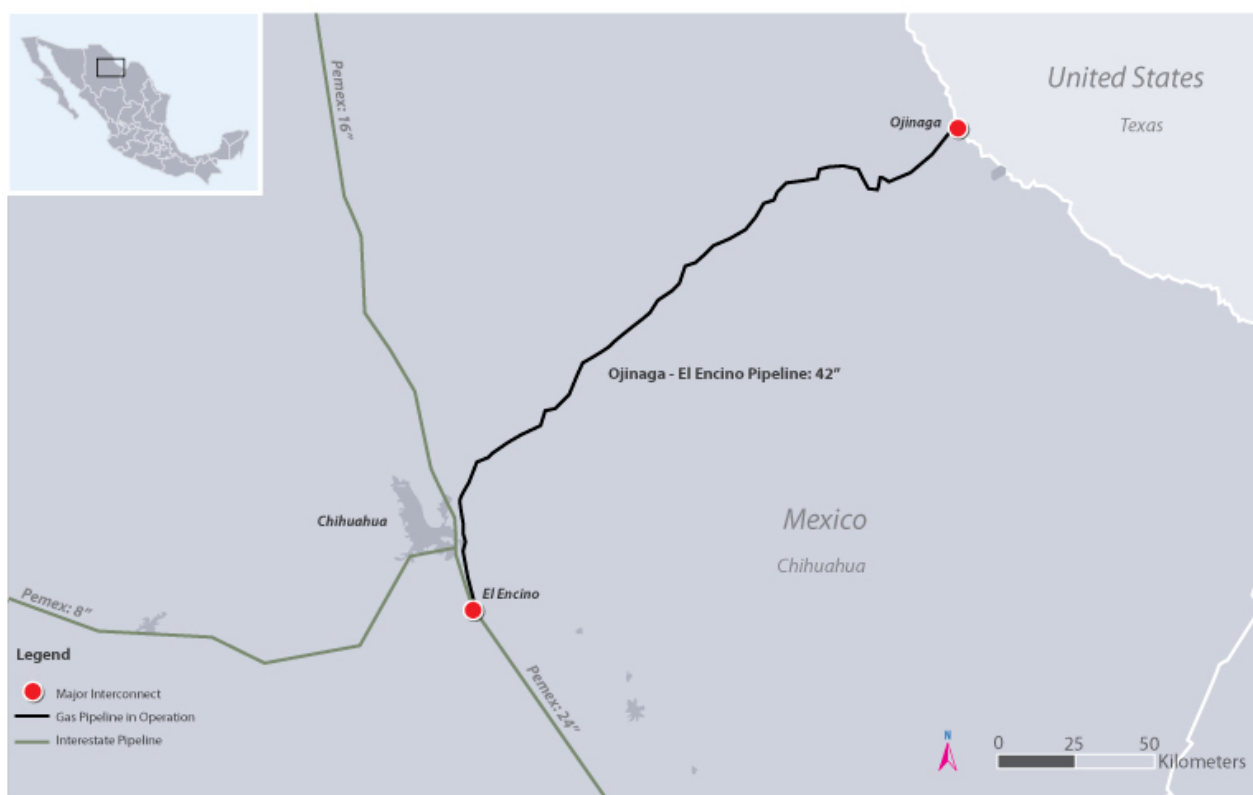 United States
Texas
Ojinaga
Pemex: 16”
Ojinaga - El Encino Pipeline: 42”
Chihuahua
Mexico
Chihuahua
El Encino
Pemex: 8”
Pemex: 24”
Legend
Major Interconnect
Gas Pipeline in Operation
Interestate Pipeline
N
0 25 50
Kilometers